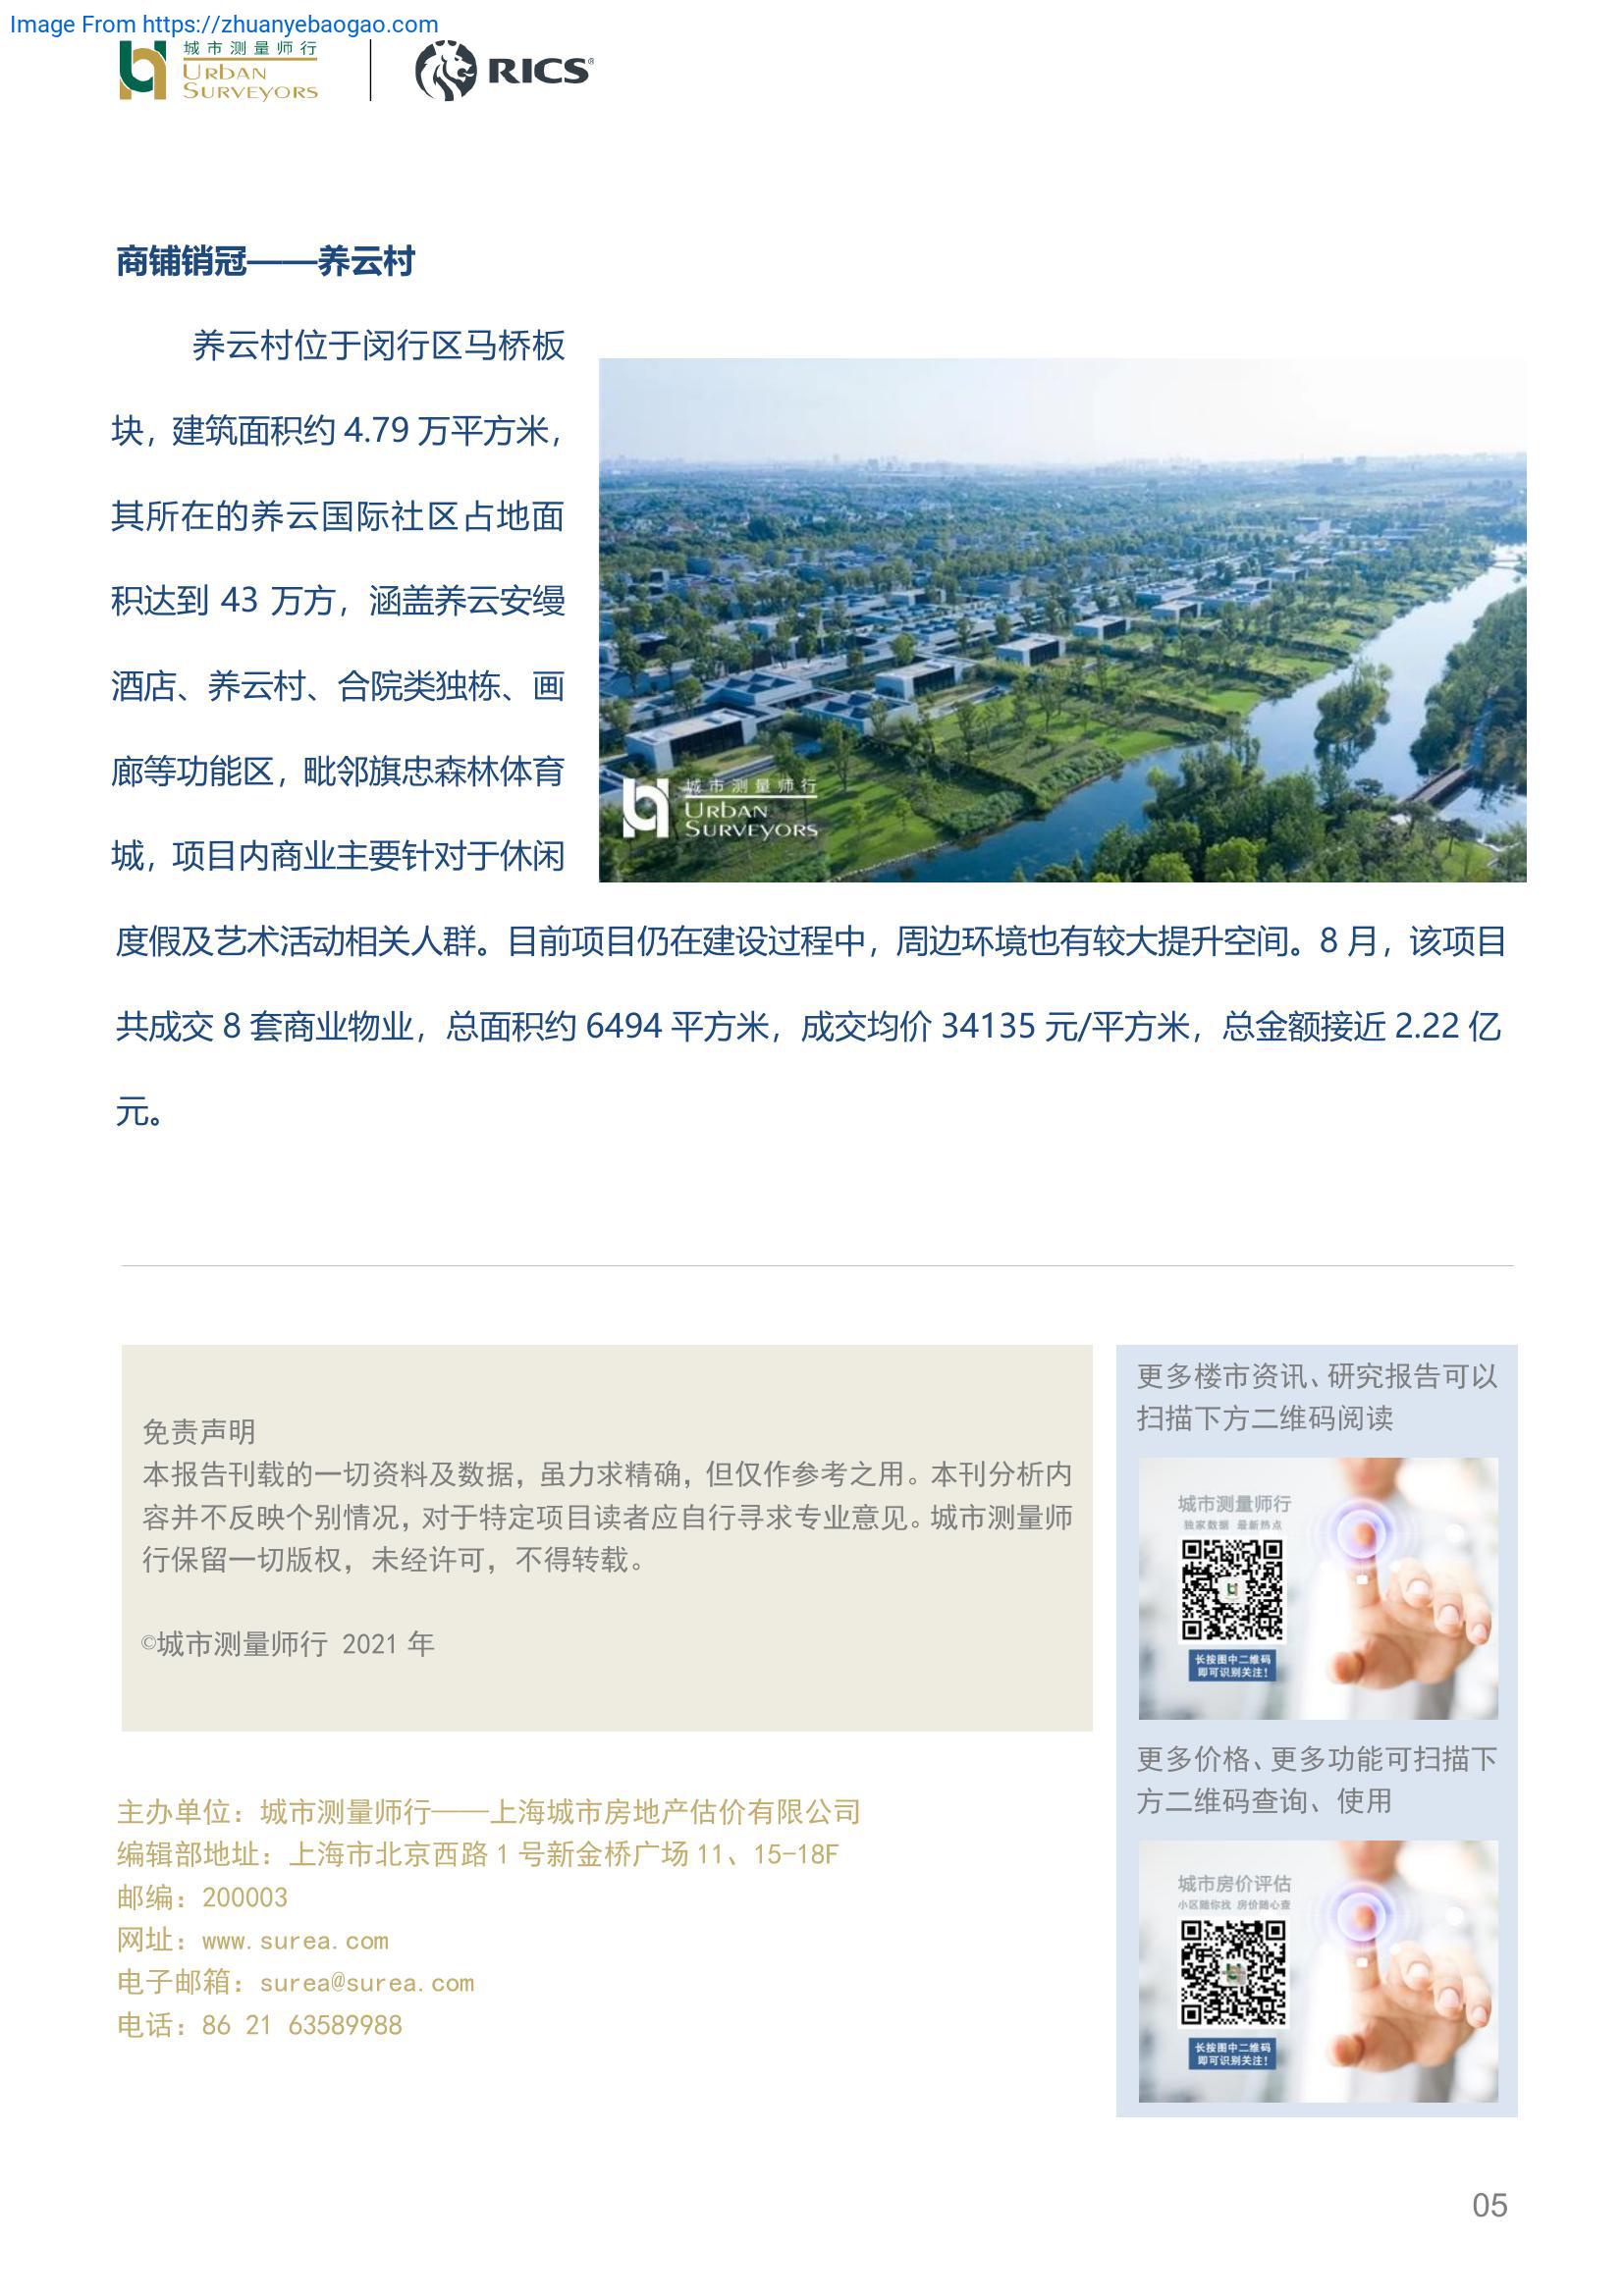 Image From https://zhuanyebaogao.com
城市测量师行
URBAN
SURVEYORS
RICS®
商铺销冠——养云村
养云村位于闵行区马桥板
块，建筑面积约 4.79 万平方米，
其所在的养云国际社区占地面
积达到 43 万方，涵盖养云安缦
酒店、养云村、合院类独栋、画
廊等功能区，毗邻旗忠森林体育
城，项目内商业主要针对于休闲
城市测量师行
URBAN
SURVEYORS
度假及艺术活动相关人群。目前项目仍在建设过程中，周边环境也有较大提升空间。8 月，该项目
共成交 8 套商业物业，总面积约 6494 平方米，成交均价 34135 元/平方米，总金额接近 2.22 亿
元。
免责声明
本报告刊载的一切资料及数据，虽力求精确，但仅作参考之用。本刊分析内
容并不反映个别情况，对于特定项目读者应自行寻求专业意见。城市测量师
行保留一切版权，未经许可，不得转载。
©城市测量师行 2021 年
更多楼市资讯、研究报告可以
扫描下方二维码阅读
城市测量师行
独家数据 最新热点
长按图中二维码
即可识别关注！
更多价格、更多功能可扫描下
方二维码查询、使用
城市房价评估
小区随你找 房价随心查
长按图中二维码
即可识别关注！
主办单位：城市测量师行——上海城市房地产估价有限公司
编辑部地址：上海市北京西路 1 号新金桥广场 11、15-18F
邮编：200003
网址：www.surea.com
电子邮箱：surea@surea.com
电话：86 21 63589988
05